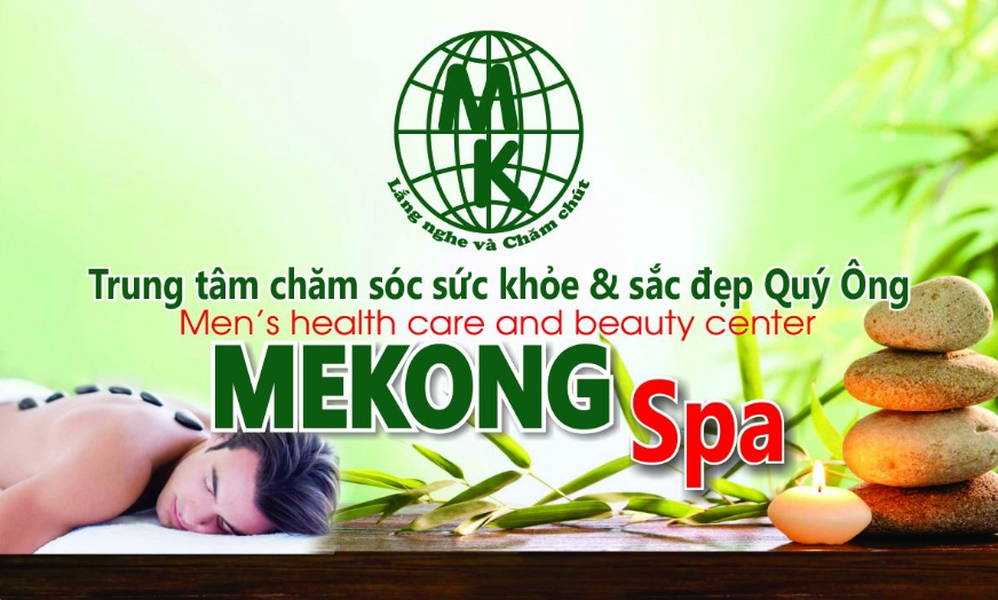 M
K
Lắng nghe và Chăm chút
Trung tâm chăm sóc sức khỏe & sắc đẹp Quý Ông
Men's health care and beauty center
MEKONG
Spa